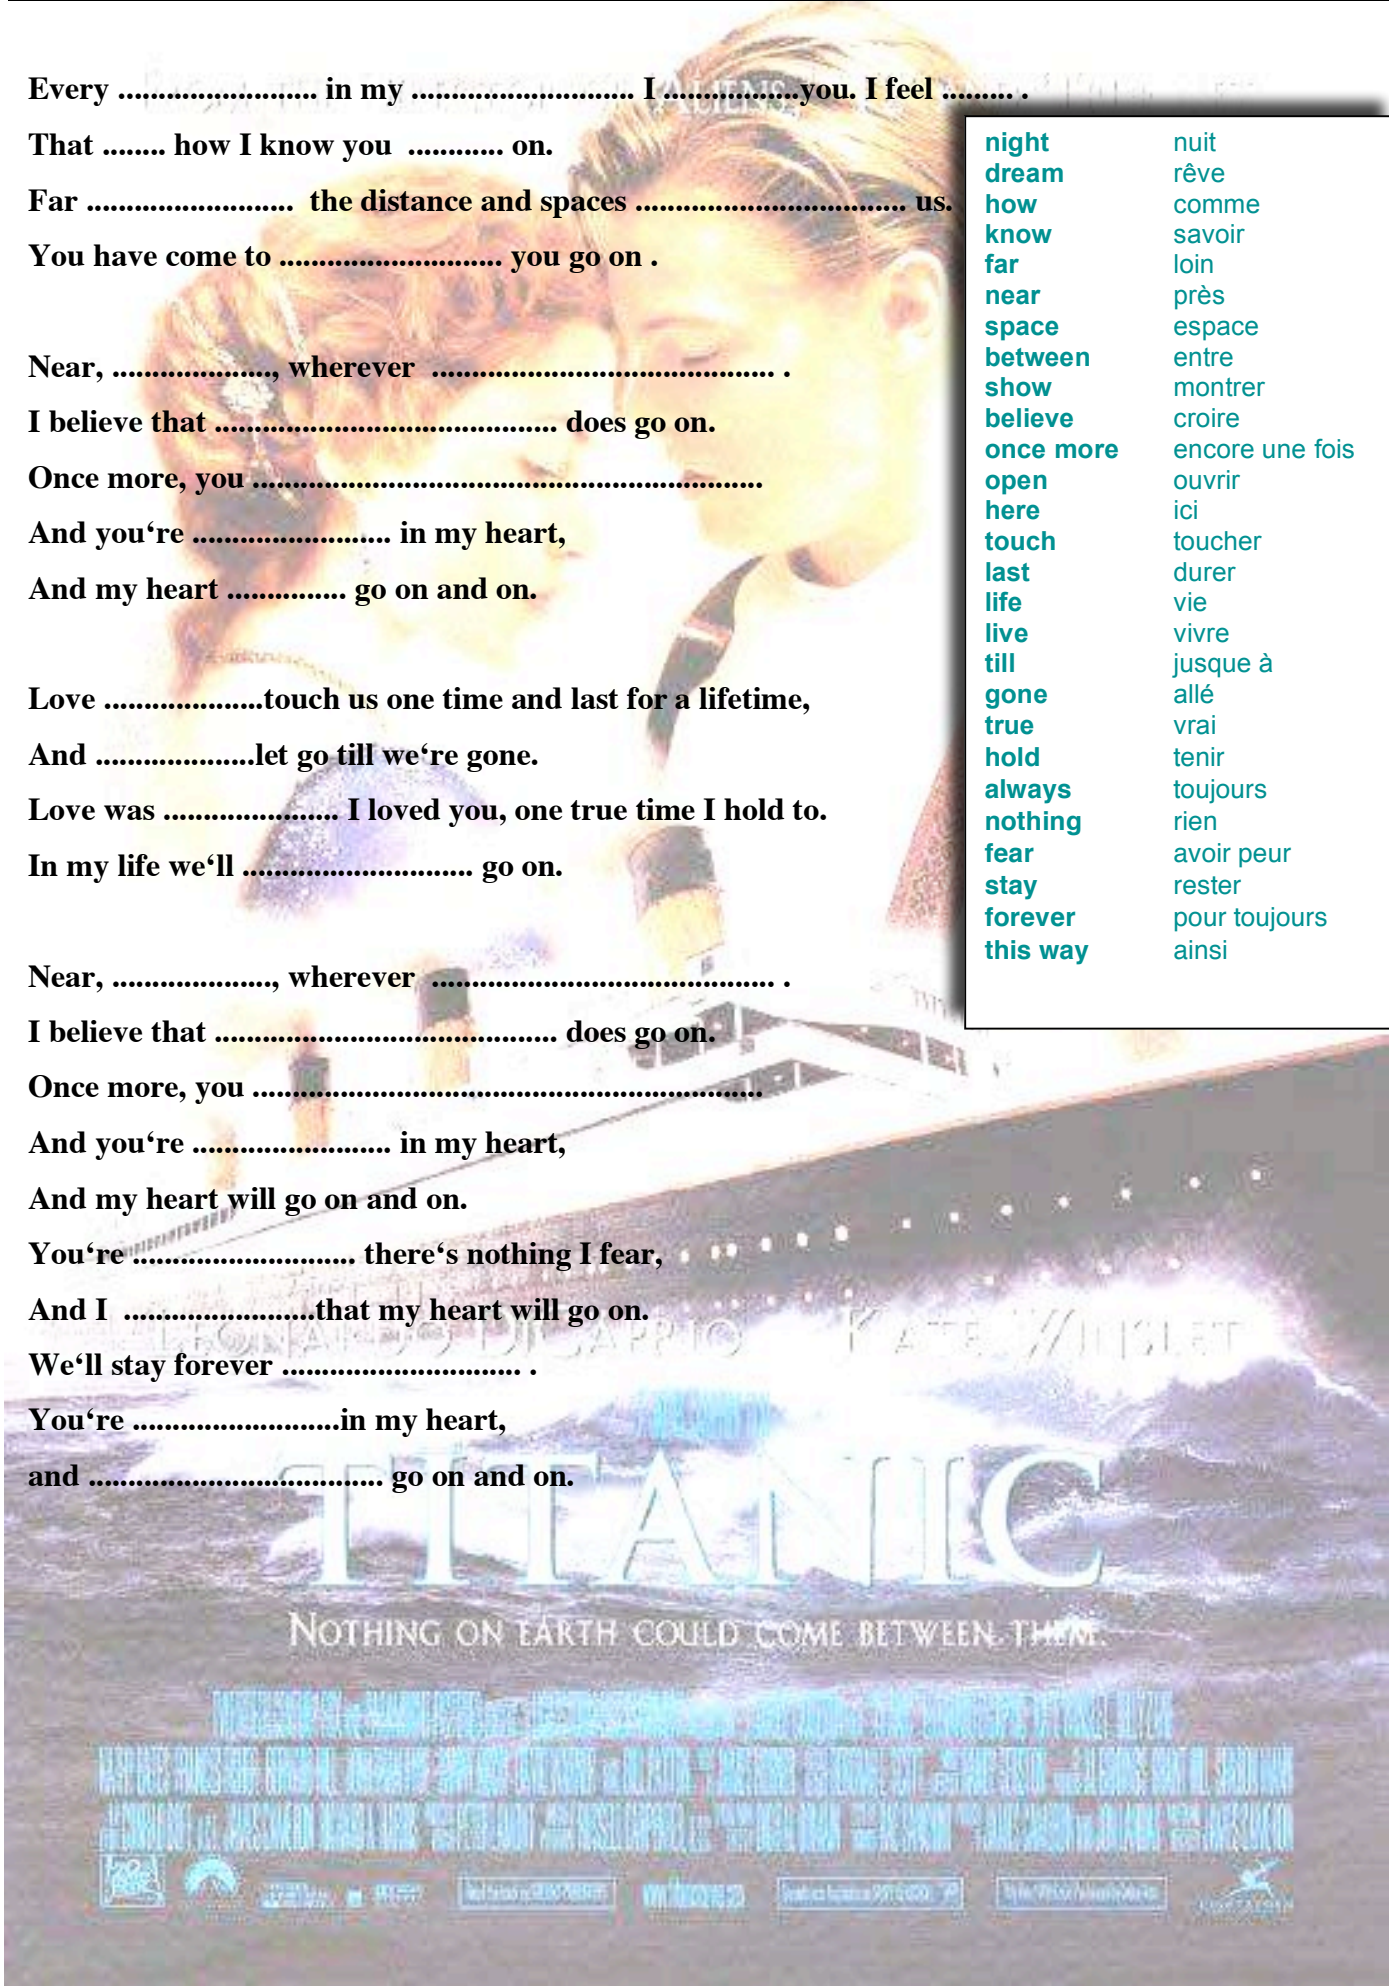 ALIENS
Every ......................... in my ............................ I .................you. I feel ......... .
That ........ how I know you ............ on.
Far .......................... the distance and spaces .................................. us.
You have come to ............................ you go on .
Near, ...................., wherever ........................................... .
I believe that ........................................... does go on.
Once more, you ................................................................
And you‘re ......................... in my heart,
And my heart ............... go on and on.
Love ....................touch us one time and last for a lifetime,
And ....................let go till we‘re gone.
Love was ...................... I loved you, one true time I hold to.
In my life we‘ll ............................. go on.
Near, ...................., wherever ........................................... .
I believe that ........................................... does go on.
Once more, you ................................................................
And you‘re ......................... in my heart,
And my heart will go on and on.
You‘re ............................ there‘s nothing I fear,
And I ........................that my heart will go on.
We‘ll stay forever .............................. .
You‘re ..........................in my heart,
and ..................................... go on and on.
night nuit
dream rêve
how comme
know savoir
far loin
near près
space espace
between entre
show montrer
believe croire
once more encore une fois
open ouvrir
here ici
touch toucher
last durer
life vie
live vivre
till jusque à
gone allé
true vrai
hold tenir
always toujours
nothing rien
fear avoir peur
stay rester
forever pour toujours
this way ainsi
LEONARDO DICAPRIO KATE WINSLET
TITANIC
NOTHING ON EARTH COULD COME BETWEEN THEM.